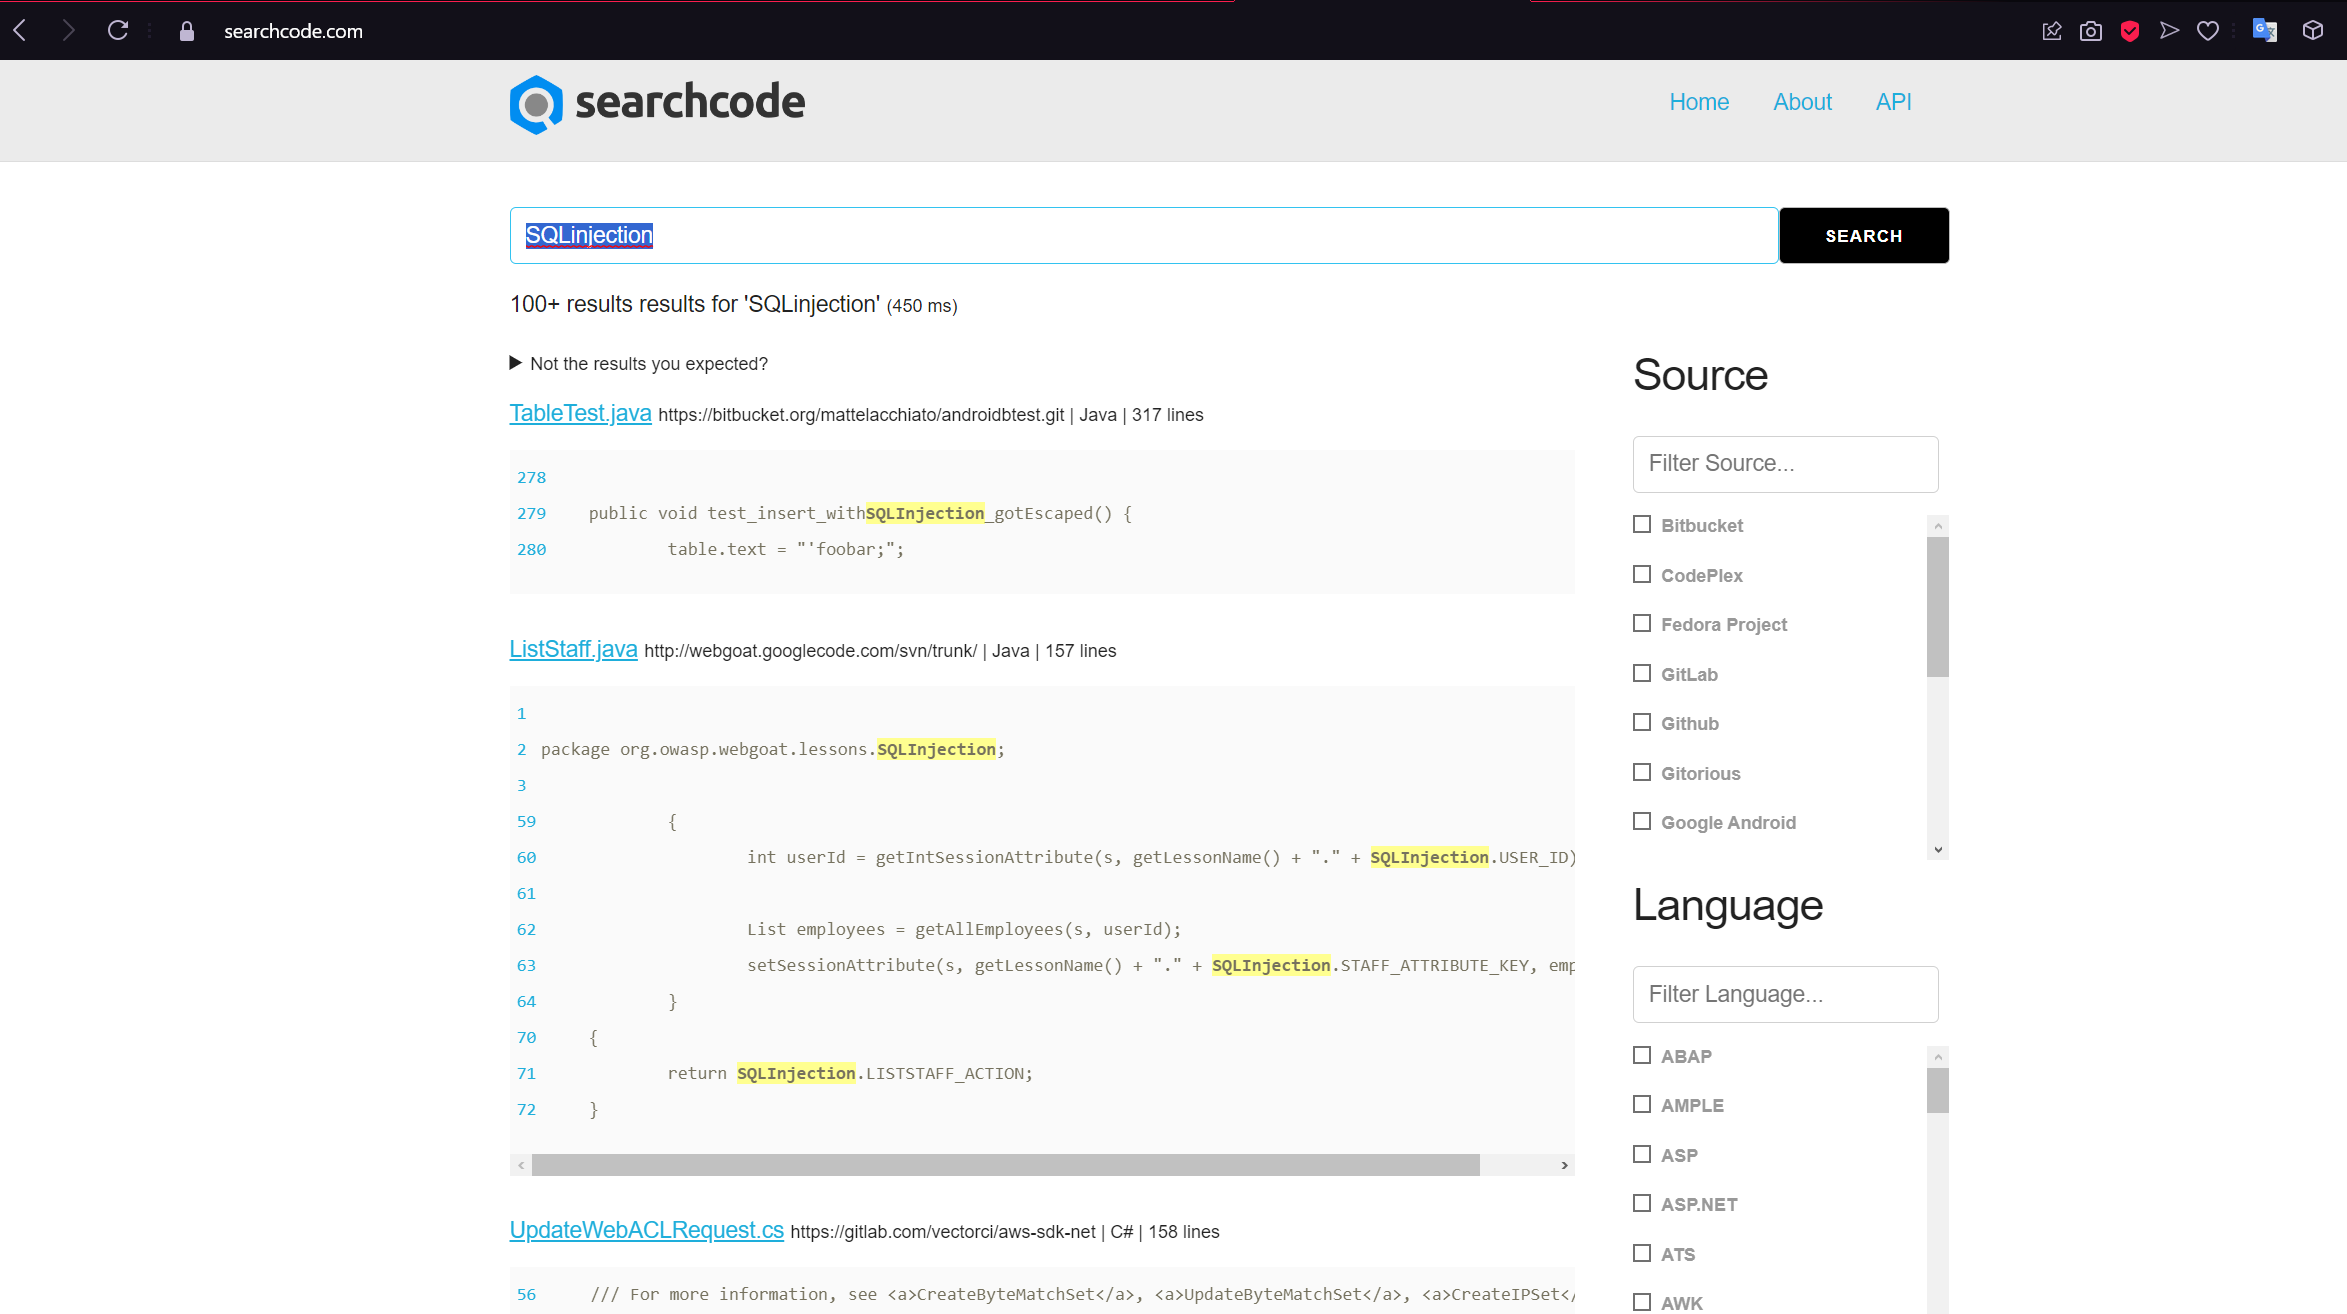 searchcode.com
searchcode
Home About API
SQLinjection
SEARCH
100+ results results for 'SQLinjection' (450 ms)
▶ Not the results you expected?
TableTest.java https://bitbucket.org/mattelacchiato/androidbtest.git | Java | 317 lines
278
279 public void test_insert_withSQLInjection_gotEscaped() {
280 table.text = "'foobar;";
ListStaff.java http://webgoat.googlecode.com/svn/trunk/ | Java | 157 lines
1
2 package org.owasp.webgoat.lessons.SQLInjection;
3
59 {
60 int userId = getIntSessionAttribute(s, getLessonName() + "." + SQLInjection.USER_ID)
61
62 List employees = getAllEmployees(s, userId);
63 setSessionAttribute(s, getLessonName() + "." + SQLInjection.STAFF_ATTRIBUTE_KEY, emp
64 }
70 {
71 return SQLInjection.LISTSTAFF_ACTION;
72 }
UpdateWebACLRequest.cs https://gitlab.com/vectorci/aws-sdk-net | C# | 158 lines
56 /// For more information, see <a>CreateByteMatchSet</a>, <a>UpdateByteMatchSet</a>, <a>CreateIPSet</
Source
Filter Source...
Bitbucket
CodePlex
Fedora Project
GitLab
Github
Gitorious
Google Android
Language
Filter Language...
ABAP
AMPLE
ASP
ASP.NET
ATS
AWK